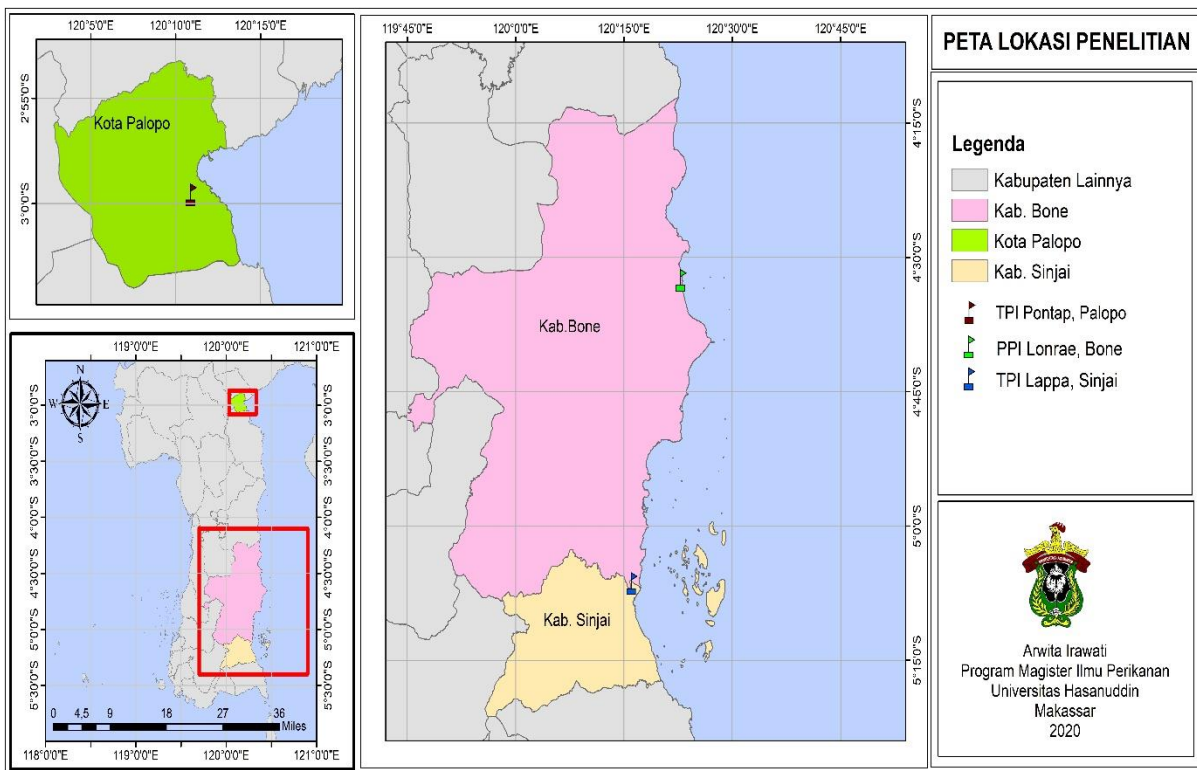 120°5'0"E
120°10'0"E
120°15'0"E
2°55'0"S
3°0'0"S
Kota Palopo
119°0'0"E
120°0'0"E
121°0'0"E
N
W
E
S
3°0'0"S
3°30'0"S
4°0'0"S
4°30'0"S
5°0'0"S
5°30'0"S
3°0'0"S
3°30'0"S
4°0'0"S
4°30'0"S
5°0'0"S
5°30'0"S
0 4,5 9 18 27 36
Miles
118°0'0"E
119°0'0"E
120°0'0"E
121°0'0"E
119°45'0"E
120°0'0"E
120°15'0"E
120°30'0"E
120°45'0"E
4°15'0"S
4°30'0"S
4°45'0"S
5°0'0"S
5°15'0"S
Kab.Bone
Kab. Sinjai
PETA LOKASI PENELITIAN
Legenda
Kabupaten Lainnya
Kab. Bone
Kota Palopo
Kab. Sinjai
TPI Pontap, Palopo
PPI Lonrae, Bone
TPI Lappa, Sinjai
Arwita Irawati
Program Magister Ilmu Perikanan
Universitas Hasanuddin
Makassar
2020